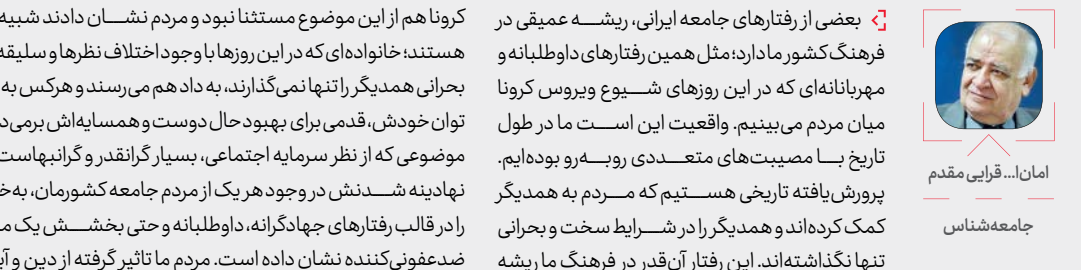 امان‌ا... قرایی مقدم
جامعه‌شناس
بعضی از رفتارهای جامعه ایرانی، ریشه عمیقی در
فرهنگ کشور ما دارد؛ مثل همین رفتارهای داوطلبانه و
مهربانانه‌ای که در این روزهای شیوع ویروس کرونا
میان مردم می‌بینیم. واقعیت این است ما در طول
تاریخ با مصیبت‌های متعددی روبه‌رو بوده‌ایم.
پرورش‌یافته تاریخی هستیم که مردم به همدیگر
کمک کرده‌اند و همدیگر را در شرایط سخت و بحرانی
تنها نگذاشته‌اند. این رفتار آن‌قدر در فرهنگ ما ریشه
کرونا هم از این موضوع مستثنا نبود و مردم نشان دادند شبیه
هستند؛ خانواده‌ای که در این روزها با وجود اختلاف نظرها و سلیقه
بحرانی همدیگر را تنها نمی‌گذارند، به داد هم می‌رسند و هرکس به
توان خودش، قدمی برای بهبود حال دوست و همسایه‌اش برمی‌د
موضوعی که از نظر سرمایه اجتماعی، بسیار گرانقدر و گرانبهاست
نهادینه شدنش در وجود هر یک از مردم جامعه کشورمان، به‌خ
را در قالب رفتارهای جهادگرانه، داوطلبانه و حتی بخشش یک م
ضدعفونی‌کننده نشان داده است. مردم ما تاثیر گرفته از دین و آی